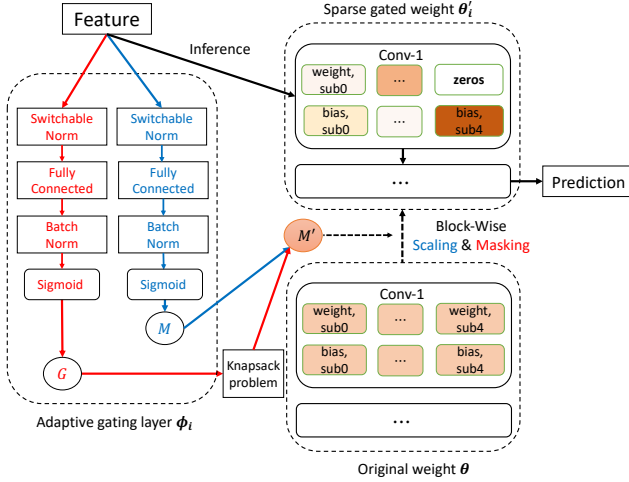 Feature
Sparse gated weight θ′ᵢ
Inference
Conv-1
weight,
sub0
...
zeros
bias,
sub0
...
bias,
sub4
...
Prediction
Switchable
Norm
Switchable
Norm
Fully
Connected
Fully
Connected
Batch
Norm
Batch
Norm
Sigmoid
Sigmoid
M
G
M′
Block-Wise
Scaling & Masking
Knapsack
problem
Conv-1
weight,
sub0
...
weight,
sub4
bias,
sub0
...
bias,
sub4
...
Adaptive gating layer ϕᵢ
Original weight θ